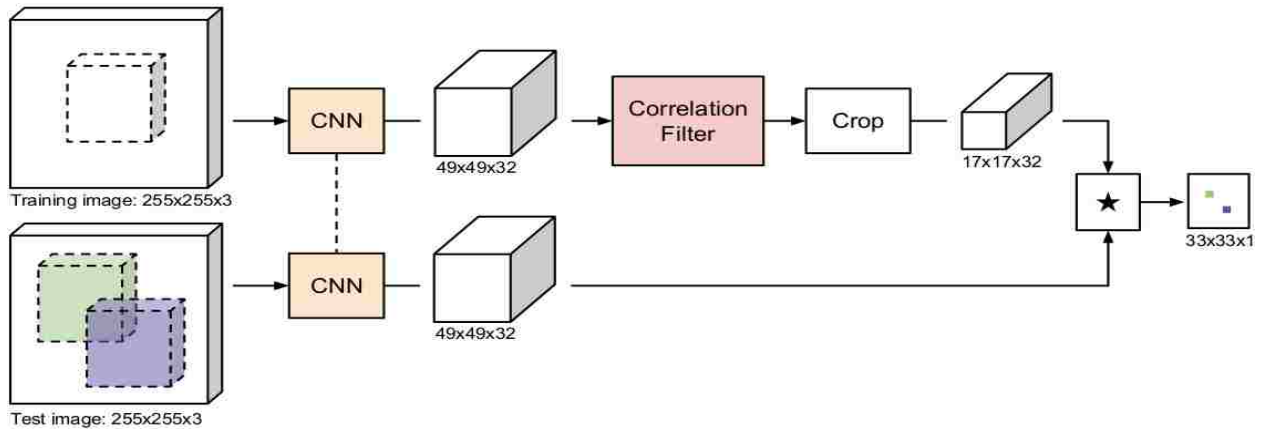 CNN
49x49x32
Correlation
Filter
Crop
17x17x32
Training image: 255x255x3
★
33x33x1
CNN
49x49x32
Test image: 255x255x3